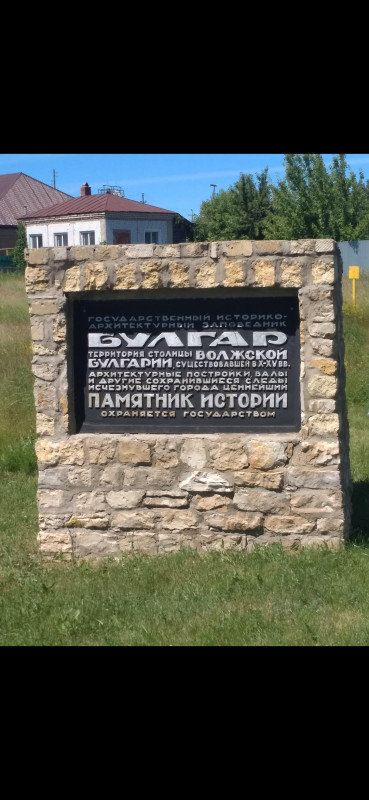 ГОСУДАРСТВЕННЫЙ ИСТОРИКО-
АРХИТЕКТУРНЫЙ ЗАПОВЕДНИК
БУЛГАР
ТЕРРИТОРИЯ СТОЛИЦЫ ВОЛЖСКОЙ
БУЛГАРИИ СУЩЕСТВОВАВШЕЙ В X-XV ВВ.
АРХИТЕКТУРНЫЕ ПОСТРОЙКИ, ВАЛЫ
И ДРУГИЕ СОХРАНИВШИЕСЯ СЛЕДЫ
ИСЧЕЗНУВШЕГО ГОРОДА ЦЕННЕЙШИЙ
ПАМЯТНИК ИСТОРИИ
ОХРАНЯЕТСЯ ГОСУДАРСТВОМ